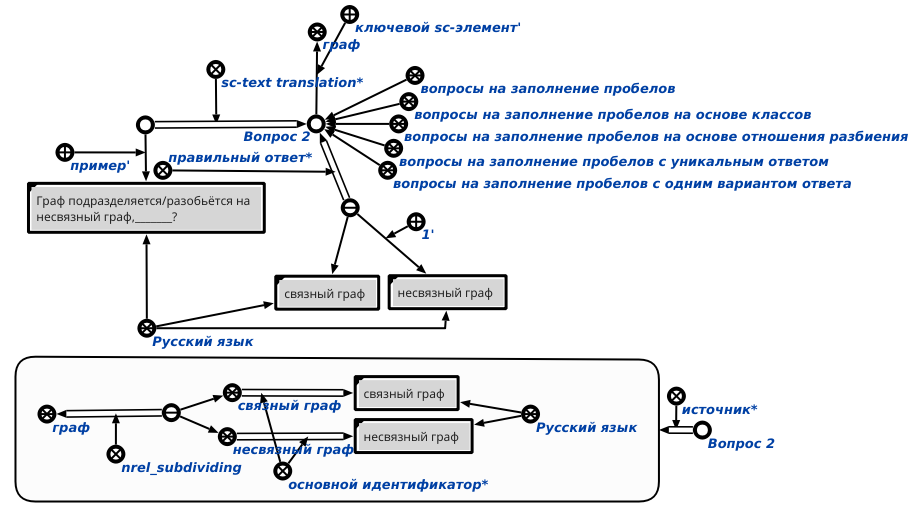 ключевой sc-элемент'
граф
sc-text translation*
вопросы на заполнение пробелов
вопросы на заполнение пробелов на основе классов
Вопрос 2
вопросы на заполнение пробелов на основе отношения разбиения
пример'
правильный ответ*
вопросы на заполнение пробелов с уникальным ответом
вопросы на заполнение пробелов с одним вариантом ответа
Граф подразделяется/разобьётся на
несвязный граф,______?
1'
связный граф
несвязный граф
Русский язык
связный граф
связный граф
источник*
граф
Русский язык
несвязный граф
несвязный граф
Вопрос 2
nrel_subdividing
основной идентификатор*